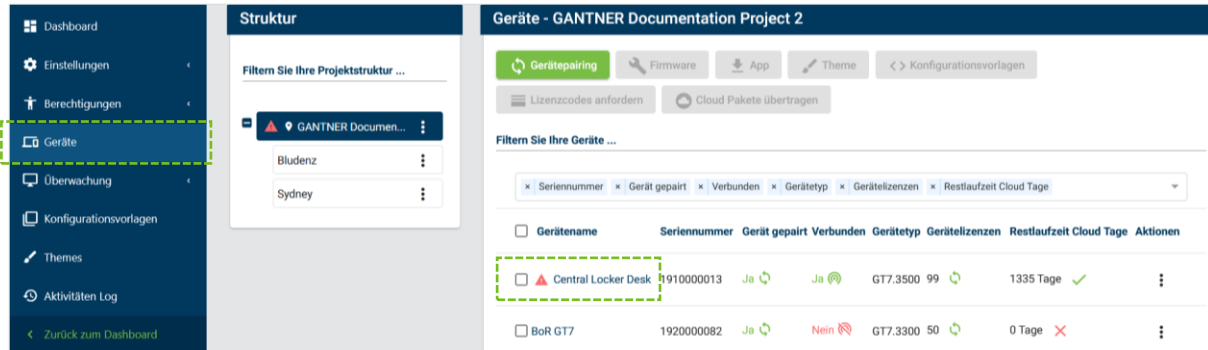 Dashboard
Einstellungen
Berechtigungen
Geräte
Überwachung
Konfigurationsvorlagen
Themes
Aktivitäten Log
Zurück zum Dashboard
Struktur
Filtern Sie Ihre Projektstruktur ...
GANTNER Documen...
Bludenz
Sydney
Geräte - GANTNER Documentation Project 2
Gerätepairing Firmware App Theme < > Konfigurationsvorlagen
Lizenzcodes anfordern Cloud Pakete übertragen
Filtern Sie Ihre Geräte ...
× Seriennummer × Gerät gepairt × Verbunden × Gerätetyp × Gerätelizenzen × Restlaufzeit Cloud Tage
Gerätename Seriennummer Gerät gepairt Verbunden Gerätetyp Gerätelizenzen Restlaufzeit Cloud Tage Aktionen
Central Locker Desk 1910000013 Ja Ja GT7.3500 99 1335 Tage
BoR GT7 1920000082 Ja Nein GT7.3300 50 0 Tage